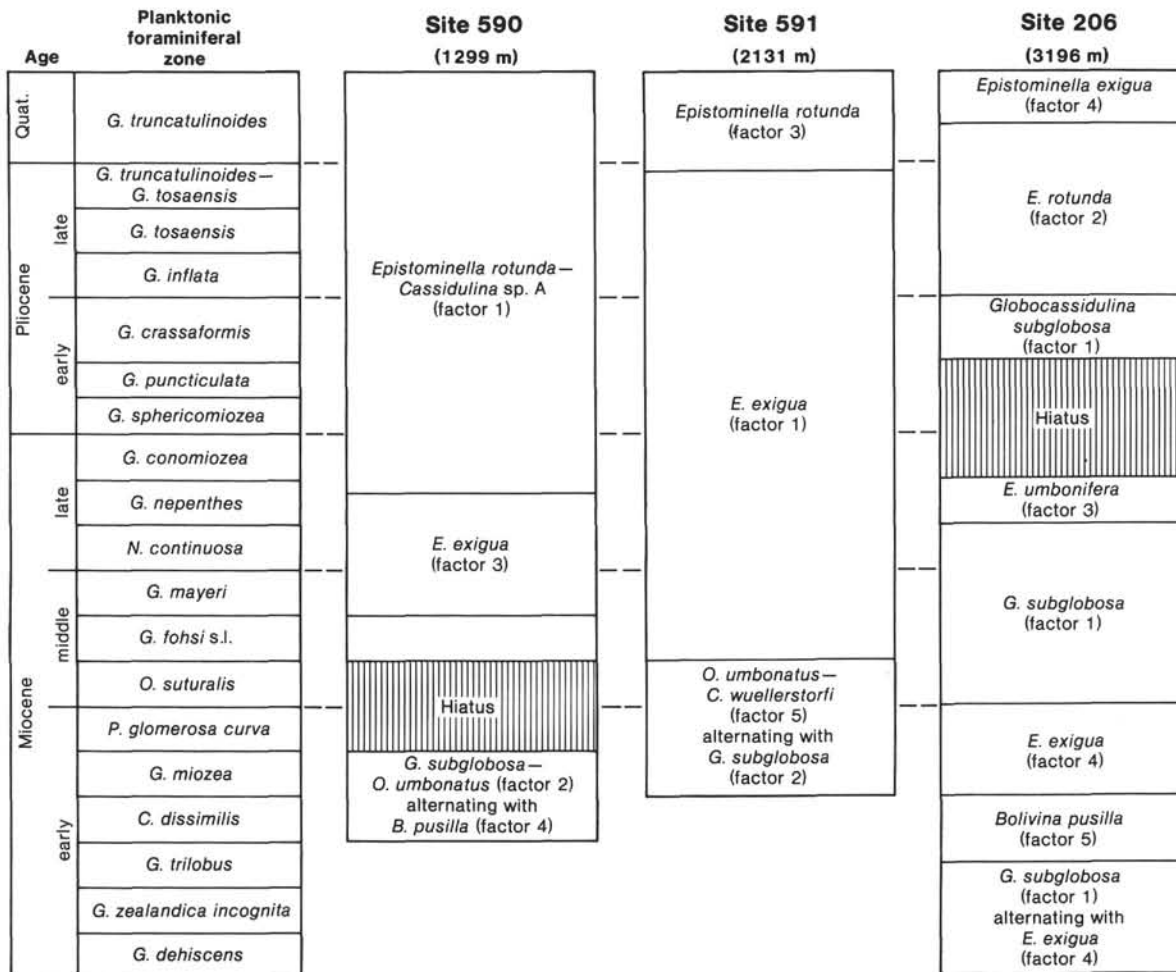 Age
Planktonic
foraminiferal
zone
Site 590
(1299 m)
Site 591
(2131 m)
Site 206
(3196 m)
Quat.
Pliocene
late
early
Miocene
late
middle
early
G. truncatulinoides
G. truncatulinoides—
G. tosaensis
G. tosaensis
G. inflata
G. crassaformis
G. puncticulata
G. sphericomiozea
G. conomiozea
G. nepenthes
N. continuosa
G. mayeri
G. fohsi s.l.
O. suturalis
P. glomerosa curva
G. miozea
C. dissimilis
G. trilobus
G. zealandica incognita
G. dehiscens
Epistominella rotunda—
Cassidulina sp. A
(factor 1)
E. exigua
(factor 3)
Hiatus
G. subglobosa—
O. umbonatus (factor 2)
alternating with
B. pusilla (factor 4)
Epistominella rotunda
(factor 3)
E. exigua
(factor 1)
O. umbonatus—
C. wuellerstorfi
(factor 5)
alternating with
G. subglobosa
(factor 2)
Epistominella exigua
(factor 4)
E. rotunda
(factor 2)
Globocassidulina
subglobosa
(factor 1)
Hiatus
E. umbonifera
(factor 3)
G. subglobosa
(factor 1)
E. exigua
(factor 4)
Bolivina pusilla
(factor 5)
G. subglobosa
(factor 1)
alternating with
E. exigua
(factor 4)